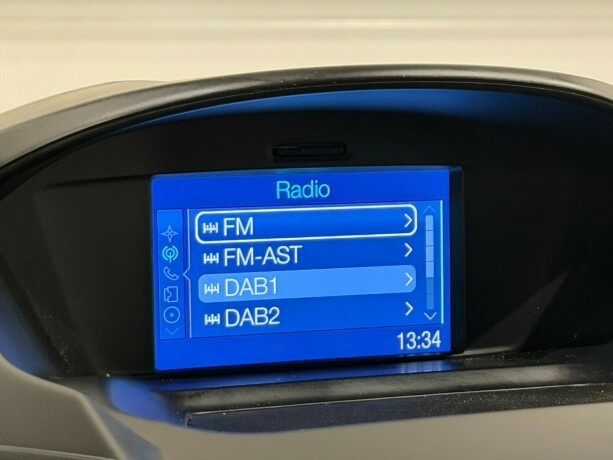 Radio
FM
FM-AST
DAB1
DAB2
13:34